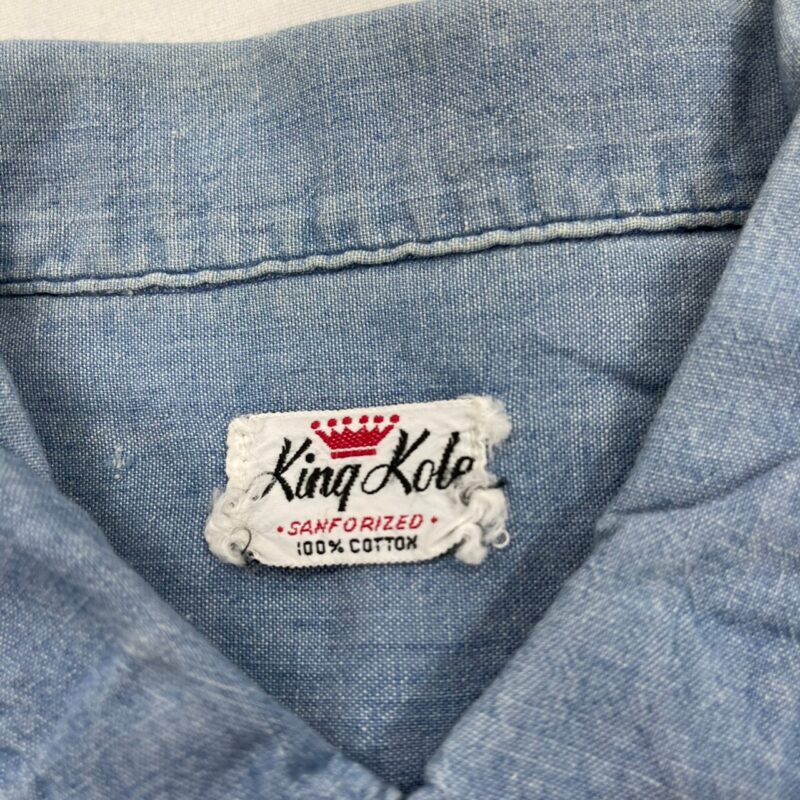 King Kole
• SANFORIZED •
100% COTTON